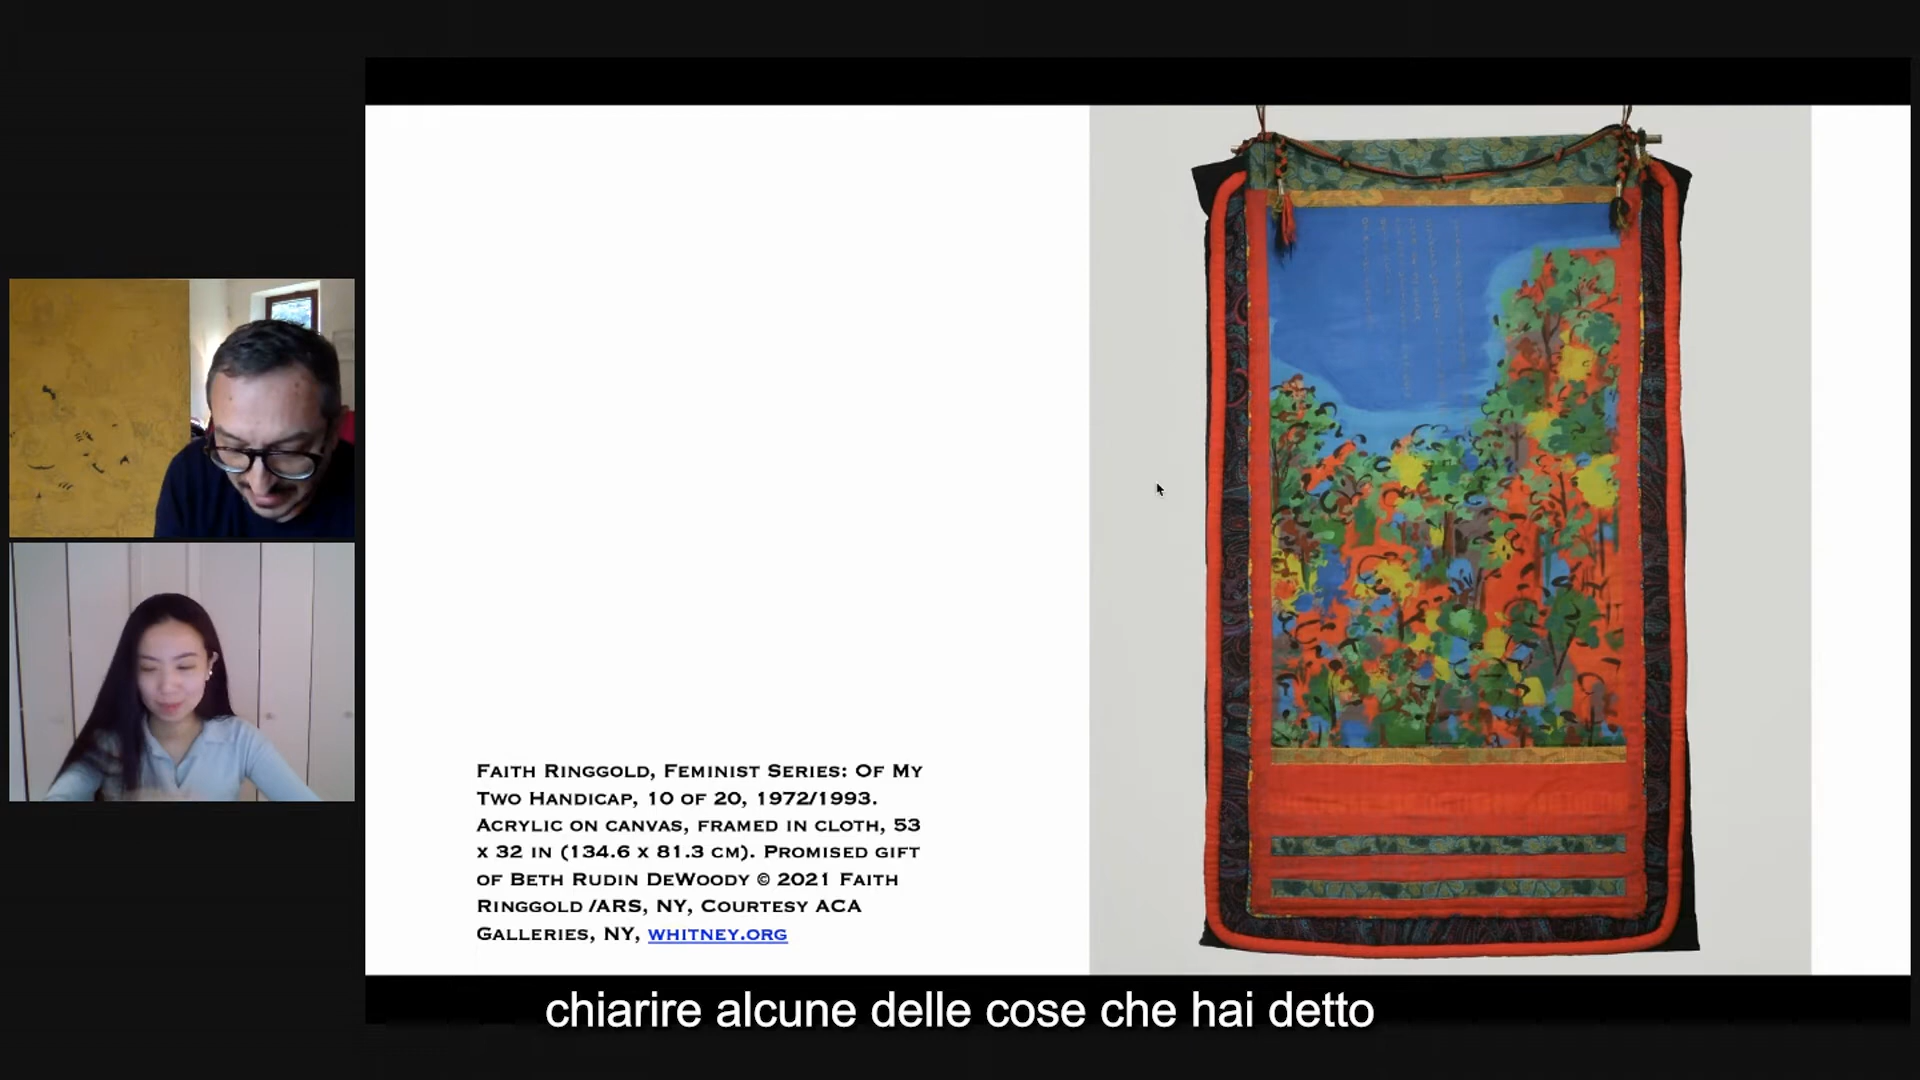 FAITH RINGGOLD, FEMINIST SERIES: OF MY
TWO HANDICAP, 10 OF 20, 1972/1993.
ACRYLIC ON CANVAS, FRAMED IN CLOTH, 53
X 32 IN (134.6 X 81.3 CM). PROMISED GIFT
OF BETH RUDIN DEWOODY © 2021 FAITH
RINGGOLD /ARS, NY, COURTESY ACA
GALLERIES, NY, WHITNEY.ORG
chiarire alcune delle cose che hai detto